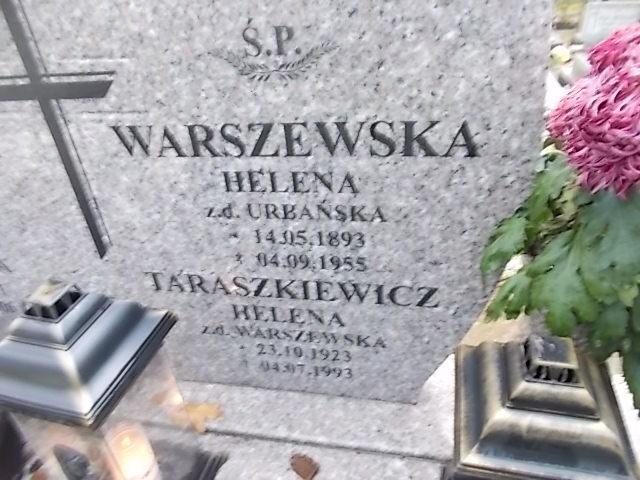 Ś.P.
WARSZEWSKA
HELENA
z.d. URBAŃSKA
* 14.05.1893
† 04.09.1955
TARASZKIEWICZ
HELENA
z.d. WARSZEWSKA
* 23.10.1923
† 04.07.1993